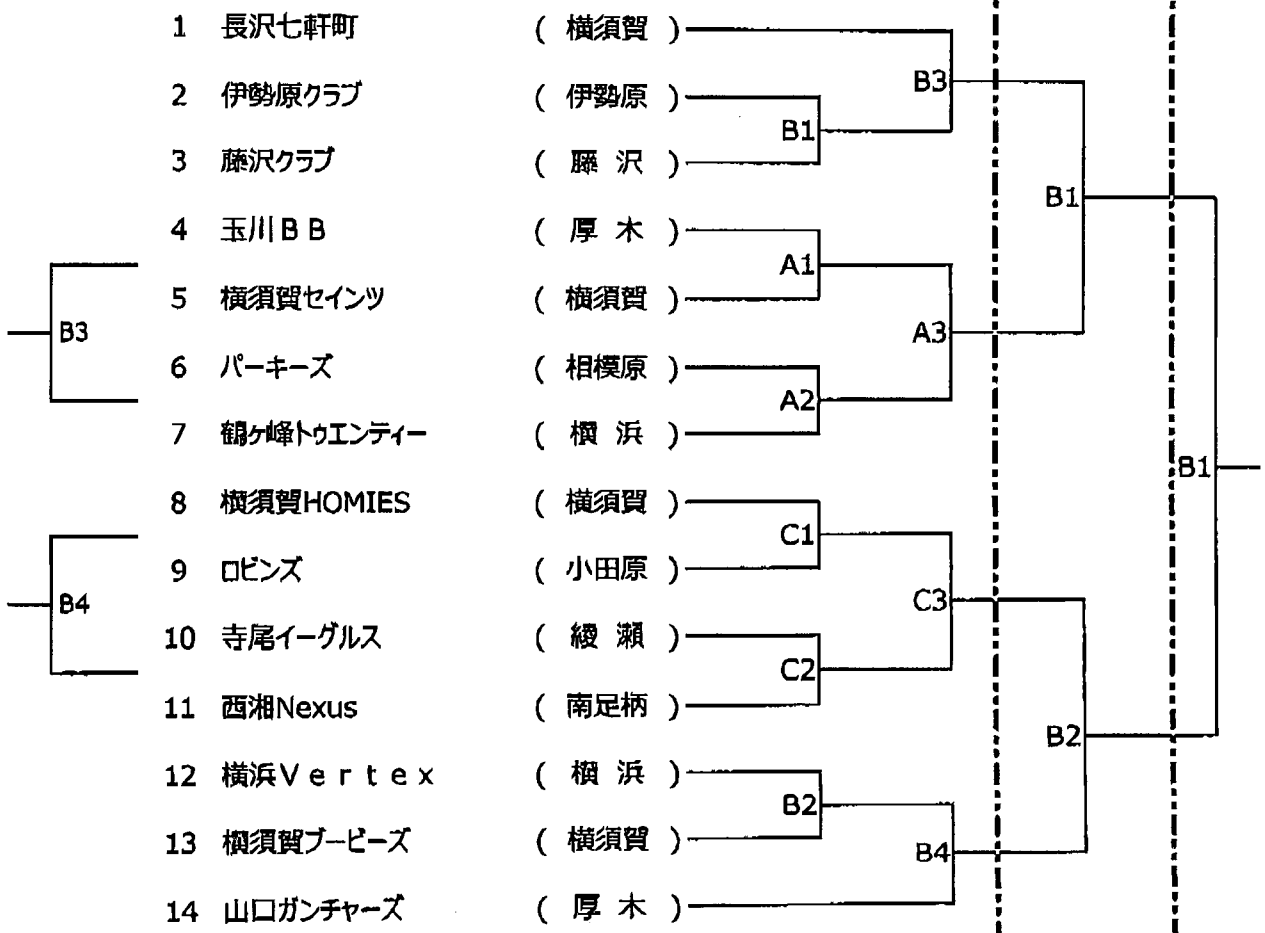 1 長沢七軒町 ( 横須賀 )
B3
2 伊勢原クラブ ( 伊勢原 )
B1
3 藤沢クラブ ( 藤 沢 )
B1
4 玉川BB ( 厚 木 )
A1
5 横須賀セインツ ( 横須賀 )
B3
A3
6 パーキーズ ( 相模原 )
A2
7 鶴ケ峰トゥエンティー ( 横 浜 )
B1
8 横須賀HOMIES ( 横須賀 )
C1
9 ロビンズ ( 小田原 )
B4
C3
10 寺尾イーグルス ( 綾 瀬 )
C2
11 西湘Nexus ( 南足柄 )
B2
12 横浜Vertex ( 横 浜 )
B2
13 横須賀ブービーズ ( 横須賀 )
B4
14 山口ガンチャーズ ( 厚 木 )